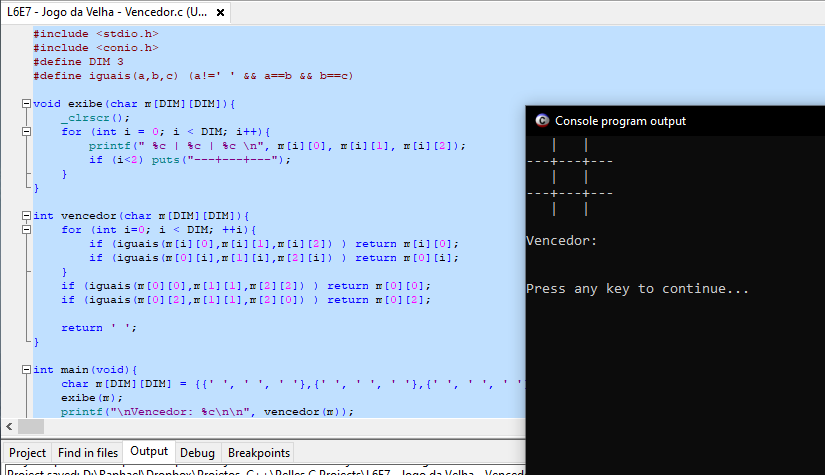 L6E7 - Jogo da Velha - Vencedor.c (U...
#include <stdio.h>
#include <conio.h>
#define DIM 3
#define iguais(a,b,c) (a!=' ' && a==b && b==c)
void exibe(char m[DIM][DIM]){
_clrscr();
for (int i = 0; i < DIM; i++){
printf(" %c | %c | %c \n", m[i][0], m[i][1], m[i][2]);
if (i<2) puts("---+---+---");
}
}
int vencedor(char m[DIM][DIM]){
for (int i=0; i < DIM; ++i){
if (iguais(m[i][0],m[i][1],m[i][2]) ) return m[i][0];
if (iguais(m[0][i],m[1][i],m[2][i]) ) return m[0][i];
}
if (iguais(m[0][0],m[1][1],m[2][2]) ) return m[0][0];
if (iguais(m[0][2],m[1][1],m[2][0]) ) return m[0][2];
return ' ';
}
int main(void){
char m[DIM][DIM] = {{' ', ' ', ' '},{' ', ' ', ' '},{' ', ' ', ' '
exibe(m);
printf("\nVencedor: %c\n\n", vencedor(m));
Project Find in files Output Debug Breakpoints
Project saved: D:\Raphael\Dropbox\Projetos C++\Pelles C Projects\L6E7 - Jogo da Velha - Venced
Console program output
| |
---+---+---
| |
---+---+---
| |
Vencedor:
Press any key to continue...